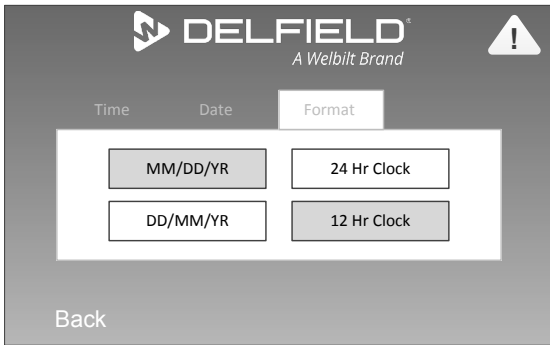 DELFIELD®
A Welbilt Brand
!
Time Date Format
MM/DD/YR 24 Hr Clock
DD/MM/YR 12 Hr Clock
Back